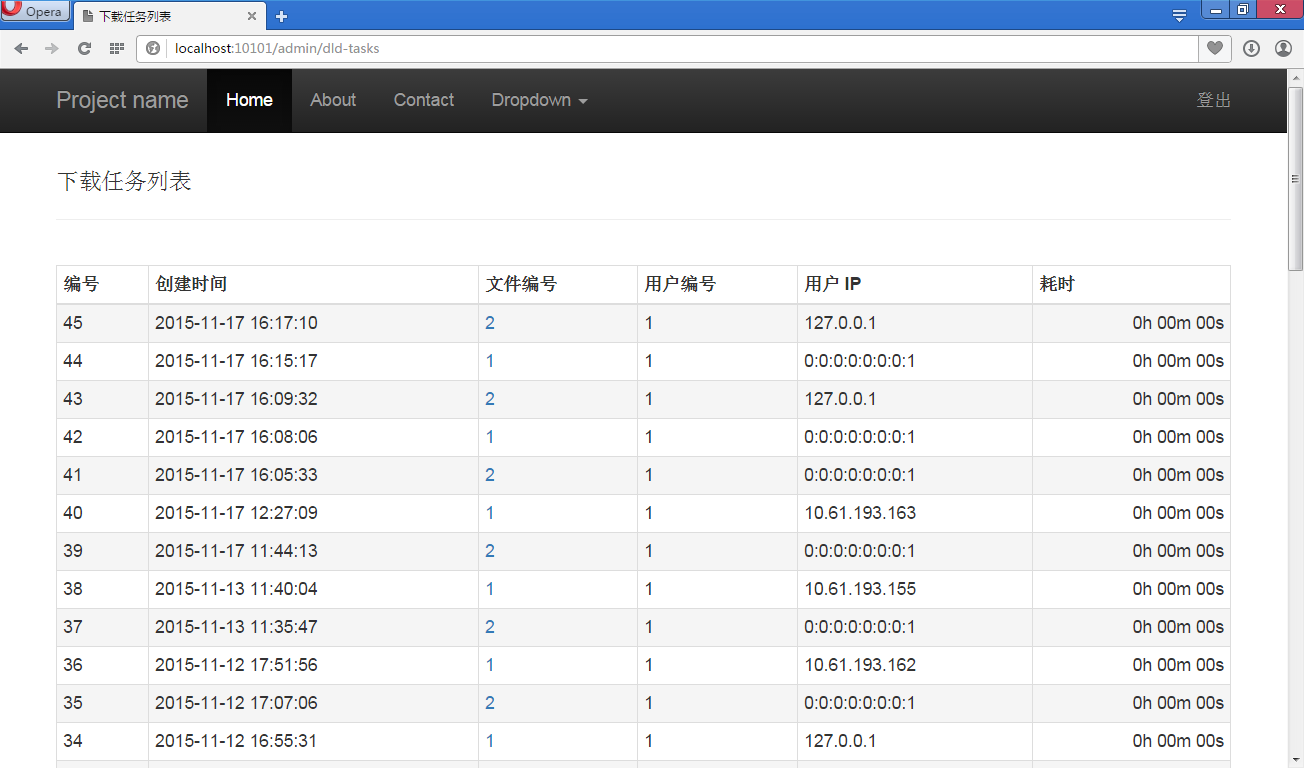 Opera 下载任务列表
localhost:10101/admin/dld-tasks
Project name Home About Contact Dropdown 登出
下载任务列表
编号 创建时间 文件编号 用户编号 用户 IP 耗时
45 2015-11-17 16:17:10 2 1 127.0.0.1 0h 00m 00s
44 2015-11-17 16:15:17 1 1 0:0:0:0:0:0:0:1 0h 00m 00s
43 2015-11-17 16:09:32 2 1 127.0.0.1 0h 00m 00s
42 2015-11-17 16:08:06 1 1 0:0:0:0:0:0:0:1 0h 00m 00s
41 2015-11-17 16:05:33 2 1 0:0:0:0:0:0:0:1 0h 00m 00s
40 2015-11-17 12:27:09 1 1 10.61.193.163 0h 00m 00s
39 2015-11-17 11:44:13 2 1 0:0:0:0:0:0:0:1 0h 00m 00s
38 2015-11-13 11:40:04 1 1 10.61.193.155 0h 00m 00s
37 2015-11-13 11:35:47 2 1 0:0:0:0:0:0:0:1 0h 00m 00s
36 2015-11-12 17:51:56 1 1 10.61.193.162 0h 00m 00s
35 2015-11-12 17:07:06 2 1 0:0:0:0:0:0:0:1 0h 00m 00s
34 2015-11-12 16:55:31 1 1 127.0.0.1 0h 00m 00s